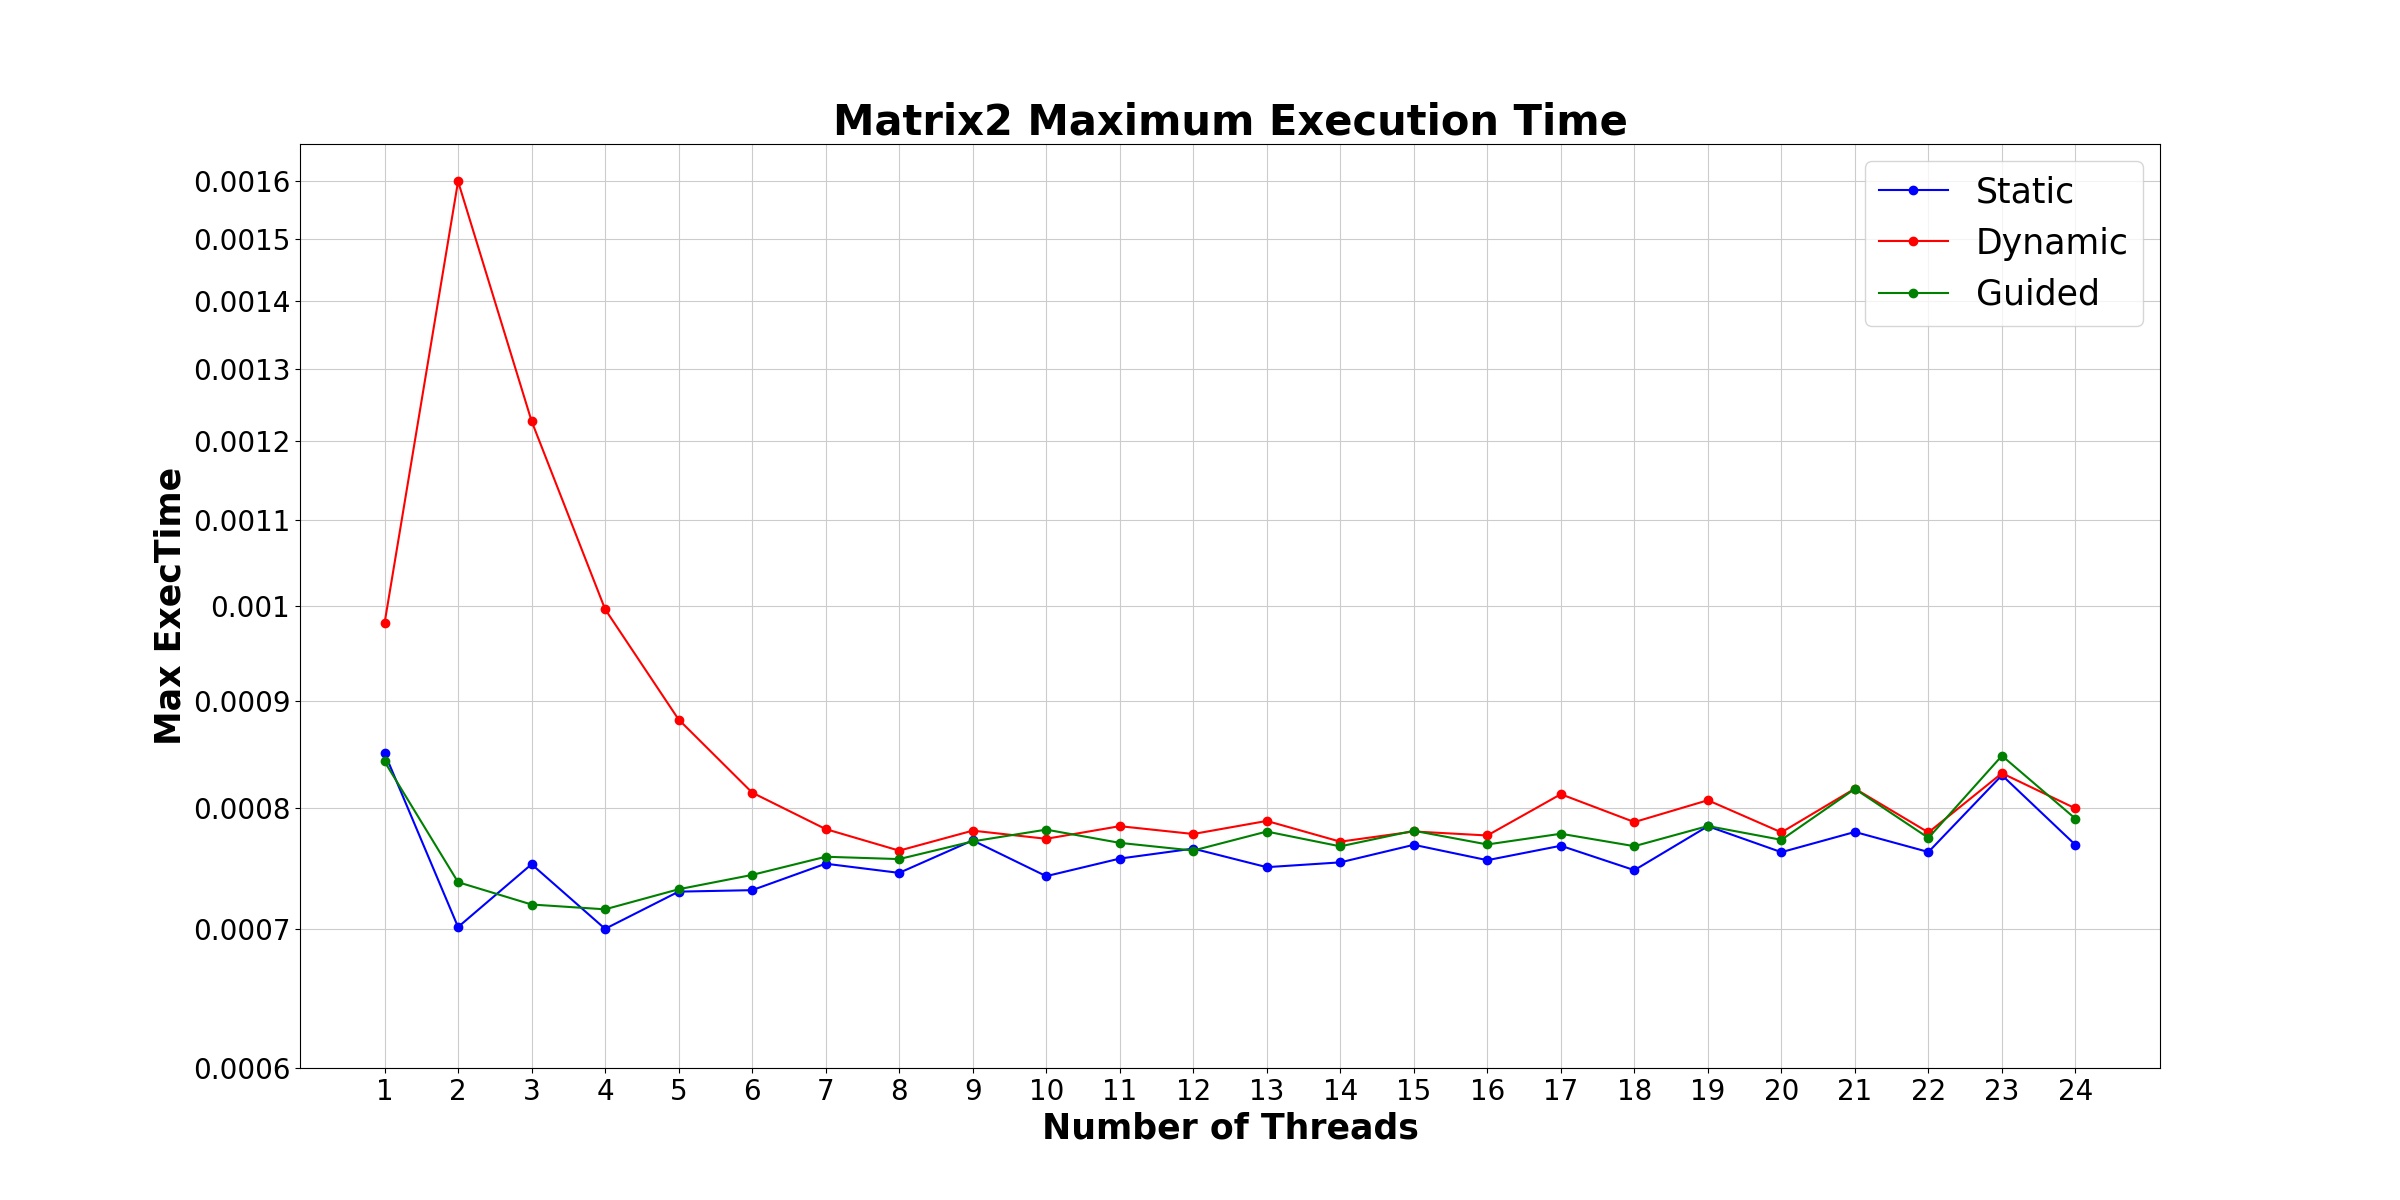 Matrix2 Maximum Execution Time
Static
Dynamic
Guided
Max ExecTime
0.0016
0.0015
0.0014
0.0013
0.0012
0.0011
0.001
0.0009
0.0008
0.0007
0.0006
1 2 3 4 5 6 7 8 9 10 11 12 13 14 15 16 17 18 19 20 21 22 23 24
Number of Threads